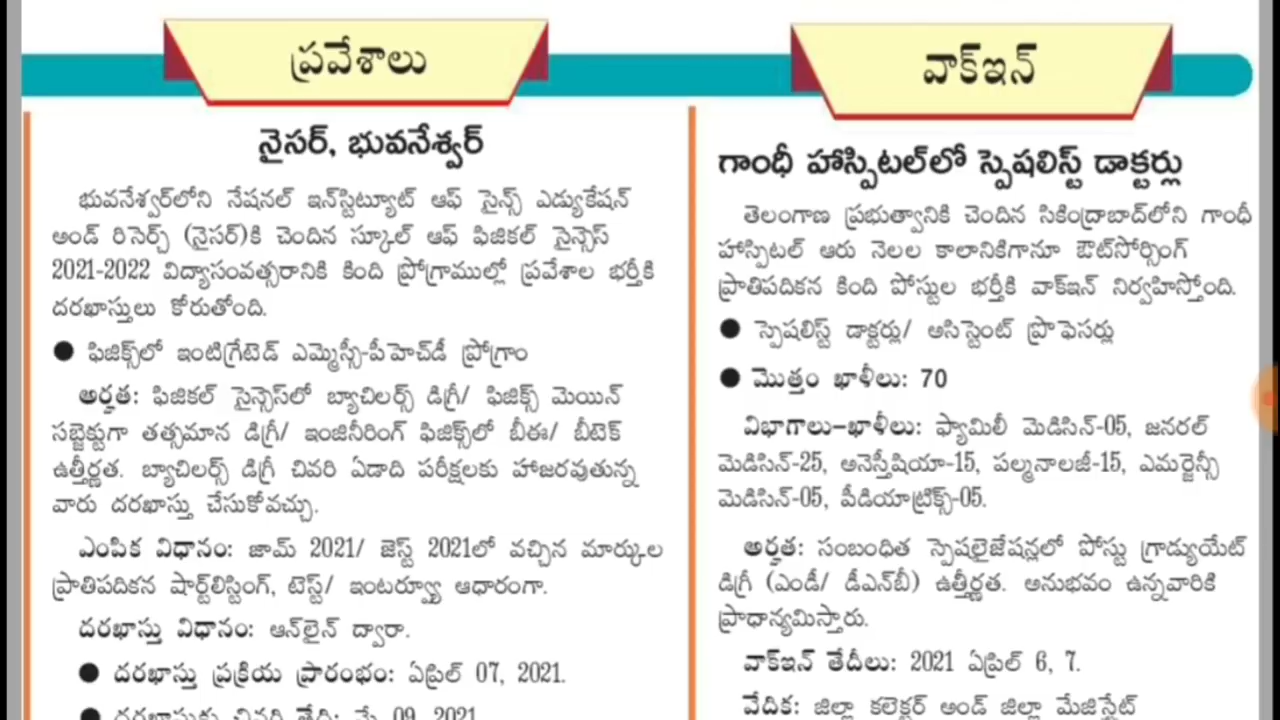 ప్రవేశాలు
నైసర్, భువనేశ్వర్
భువనేశ్వర్‌లోని నేషనల్ ఇన్‌స్టిట్యూట్ ఆఫ్ సైన్స్ ఎడ్యుకేషన్
అండ్ రిసెర్చ్ (నైసర్)కి చెందిన స్కూల్ ఆఫ్ ఫిజికల్ సైన్సెస్
2021-2022 విద్యాసంవత్సరానికి కింది ప్రోగ్రాముల్లో ప్రవేశాల భర్తీకి
దరఖాస్తులు కోరుతోంది.
● ఫిజిక్స్‌లో ఇంటిగ్రేటెడ్ ఎమ్మెస్సీ-పీహెచ్‌డీ ప్రోగ్రాం
అర్హత: ఫిజికల్ సైన్సెస్‌లో బ్యాచిలర్స్ డిగ్రీ/ ఫిజిక్స్ మెయిన్
సబ్జెక్టుగా తత్సమాన డిగ్రీ/ ఇంజినీరింగ్ ఫిజిక్స్‌లో బీఈ/ బీటెక్
ఉత్తీర్ణత. బ్యాచిలర్స్ డిగ్రీ చివరి ఏడాది పరీక్షలకు హాజరవుతున్న
వారు దరఖాస్తు చేసుకోవచ్చు.
ఎంపిక విధానం: జామ్ 2021/ జెస్ట్ 2021లో వచ్చిన మార్కుల
ప్రాతిపదికన షార్ట్‌లిస్టింగ్, టెస్ట్/ ఇంటర్వ్యూ ఆధారంగా.
దరఖాస్తు విధానం: ఆన్‌లైన్ ద్వారా.
● దరఖాస్తు ప్రక్రియ ప్రారంభం: ఏప్రిల్ 07, 2021.
● దరఖాస్తుకు చివరి తేది: మే 09, 2021
వాక్ఇన్
గాంధీ హాస్పిటల్‌లో స్పెషలిస్ట్ డాక్టర్లు
తెలంగాణ ప్రభుత్వానికి చెందిన సికింద్రాబాద్‌లోని గాంధీ
హాస్పిటల్ ఆరు నెలల కాలానికిగానూ ఔట్‌సోర్సింగ్
ప్రాతిపదికన కింది పోస్టుల భర్తీకి వాక్ఇన్ నిర్వహిస్తోంది.
● స్పెషలిస్ట్ డాక్టర్లు/ అసిస్టెంట్ ప్రొఫెసర్లు
● మొత్తం ఖాళీలు: 70
విభాగాలు-ఖాళీలు: ఫ్యామిలీ మెడిసిన్-05, జనరల్
మెడిసిన్-25, అనెస్తీషియా-15, పల్మనాలజీ-15, ఎమర్జెన్సీ
మెడిసిన్-05, పీడియాట్రిక్స్-05.
అర్హత: సంబంధిత స్పెషలైజేషన్లలో పోస్టు గ్రాడ్యుయేట్
డిగ్రీ (ఎండీ/ డీఎన్‌బీ) ఉత్తీర్ణత. అనుభవం ఉన్నవారికి
ప్రాధాన్యమిస్తారు.
వాక్ఇన్ తేదీలు: 2021 ఏప్రిల్ 6, 7.
వేదిక: జిల్లా కలెక్టర్ అండ్ జిల్లా మేజిస్ట్రేట్